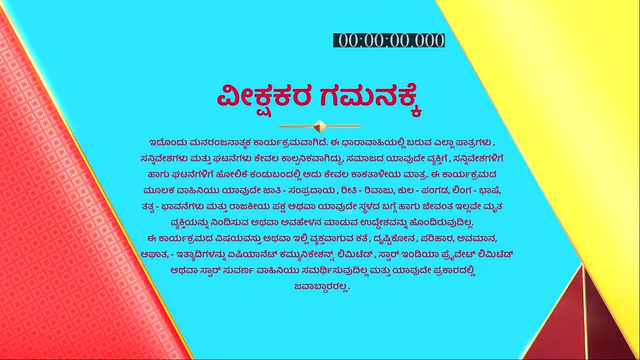 00:00:00.000
ವೀಕ್ಷಕರ ಗಮನಕ್ಕೆ
ಇದೊಂದು ಮನರಂಜನಾತ್ಮಕ ಕಾರ್ಯಕ್ರಮವಾಗಿದೆ. ಈ ಧಾರಾವಾಹಿಯಲ್ಲಿ ಬರುವ ಎಲ್ಲಾ ಪಾತ್ರಗಳು ,
ಸನ್ನಿವೇಶಗಳು ಮತ್ತು ಘಟನೆಗಳು ಕೇವಲ ಕಾಲ್ಪನಿಕವಾಗಿದ್ದು, ಸಮಾಜದ ಯಾವುದೇ ವ್ಯಕ್ತಿಗೆ , ಸನ್ನಿವೇಶಗಳಿಗೆ
ಹಾಗು ಘಟನೆಗಳಿಗೆ ಹೋಲಿಕೆ ಕಂಡುಬಂದಲ್ಲಿ ಅದು ಕೇವಲ ಕಾಕತಾಳೀಯ ಮಾತ್ರ. ಈ ಕಾರ್ಯಕ್ರಮದ
ಮೂಲಕ ವಾಹಿನಿಯು ಯಾವುದೇ ಜಾತಿ - ಸಂಪ್ರದಾಯ , ರೀತಿ - ರಿವಾಜು, ಕುಲ - ಪಂಗಡ, ಲಿಂಗ - ಭಾಷೆ,
ತತ್ವ - ಭಾವನೆಗಳು ಮತ್ತು ರಾಜಕೀಯ ಪಕ್ಷ ಅಥವಾ ಯಾವುದೇ ಸ್ಥಳದ ಬಗ್ಗೆ ಹಾಗು ಜೀವಂತ ಇಲ್ಲವೇ ಮೃತ
ವ್ಯಕ್ತಿಯನ್ನು ನಿಂದಿಸುವ ಅಥವಾ ಅವಹೇಳನ ಮಾಡುವ ಉದ್ದೇಶವನ್ನು ಹೊಂದಿರುವುದಿಲ್ಲ.
ಈ ಕಾರ್ಯಕ್ರಮದ ವಿಷಯವಸ್ತು ಅಥವಾ ಇಲ್ಲಿ ವ್ಯಕ್ತವಾಗುವ ಕತೆ , ದೃಷ್ಟಿಕೋನ , ಪರಿಹಾರ, ಅವಮಾನ,
ಆಘಾತ, - ಇತ್ಯಾದಿಗಳನ್ನು ಏಷಿಯಾನೆಟ್ ಕಮ್ಯುನಿಕೇಶನ್ಸ್ ಲಿಮಿಟೆಡ್ , ಸ್ಟಾರ್ ಇಂಡಿಯಾ ಪ್ರೈವೇಟ್ ಲಿಮಿಟೆಡ್
ಅಥವಾ ಸ್ಟಾರ್ ಸುವರ್ಣ ವಾಹಿನಿಯು ಸಮರ್ಥಿಸುವುದಿಲ್ಲ ಮತ್ತು ಯಾವುದೇ ಪ್ರಕಾರದಲ್ಲಿ
ಜವಾಬ್ದಾರರಲ್ಲ.